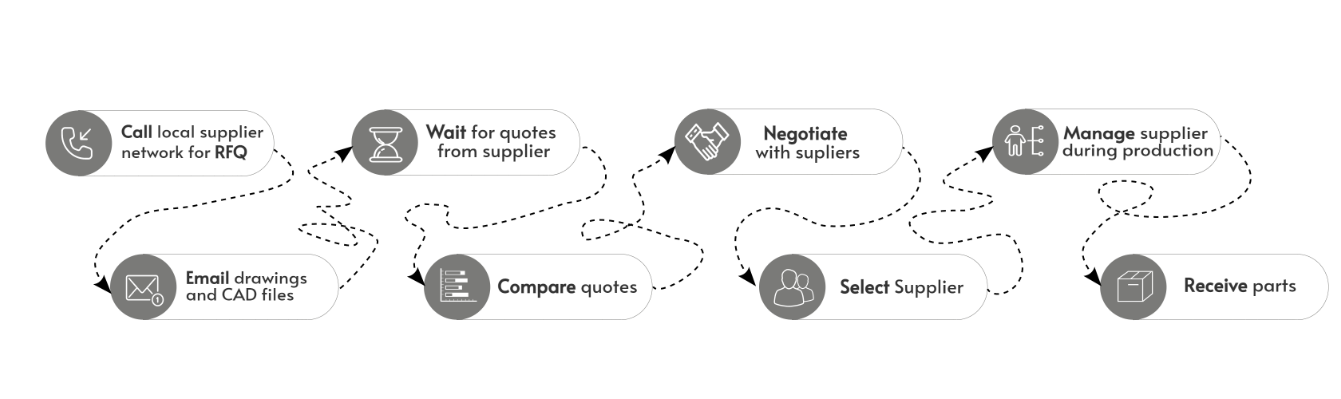 Call local supplier
network for RFQ
Email drawings
and CAD files
1
Wait for quotes
from supplier
Compare quotes
Negotiate
with supliers
Select Supplier
Manage supplier
during production
Receive parts